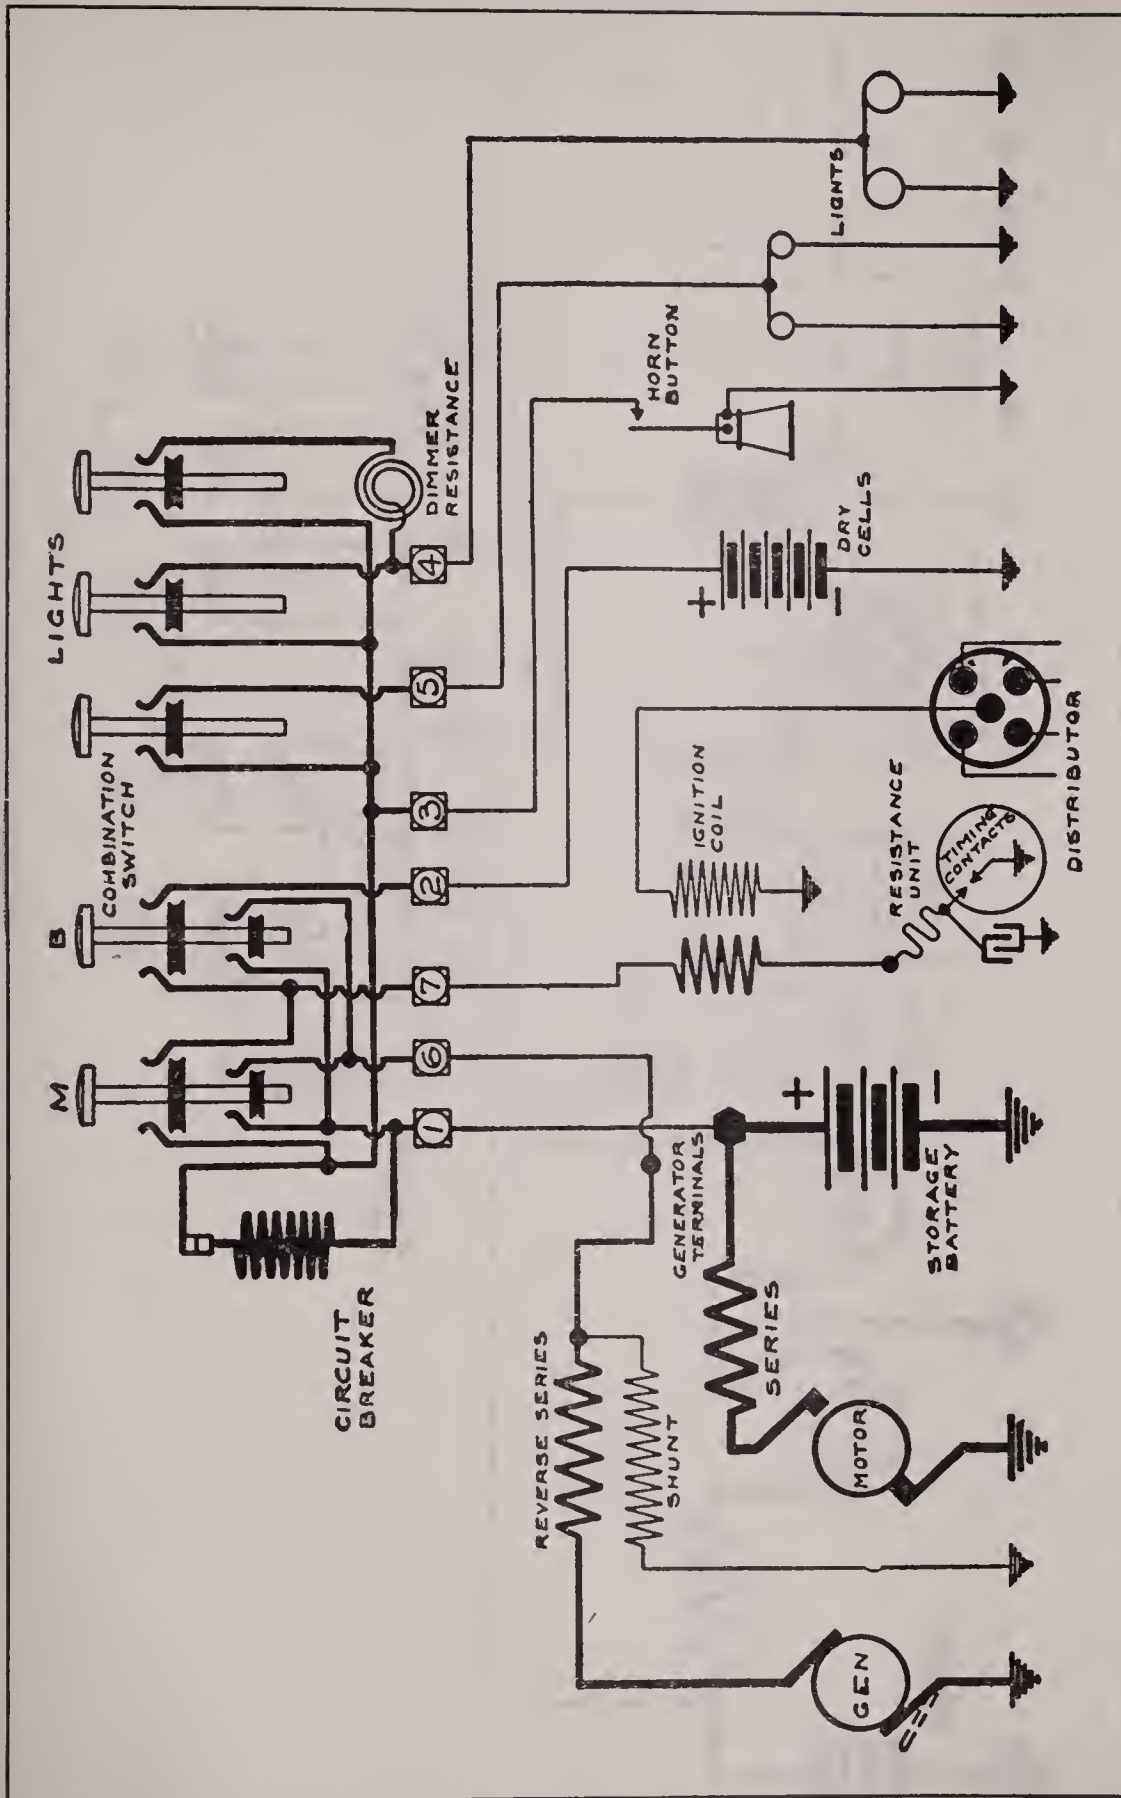 LIGHTS
COMBINATION
SWITCH
B
M
CIRCUIT
BREAKER
DIMMER
RESISTANCE
1
6
7
2
3
5
4
HORN
BUTTON
LIGHTS
DRY
CELLS
+
−
IGNITION
COIL
RESISTANCE
UNIT
TIMING
CONTACTS
DISTRIBUTOR
GENERATOR
TERMINALS
+
−
STORAGE
BATTERY
REVERSE SERIES
SHUNT
SERIES
MOTOR
GEN